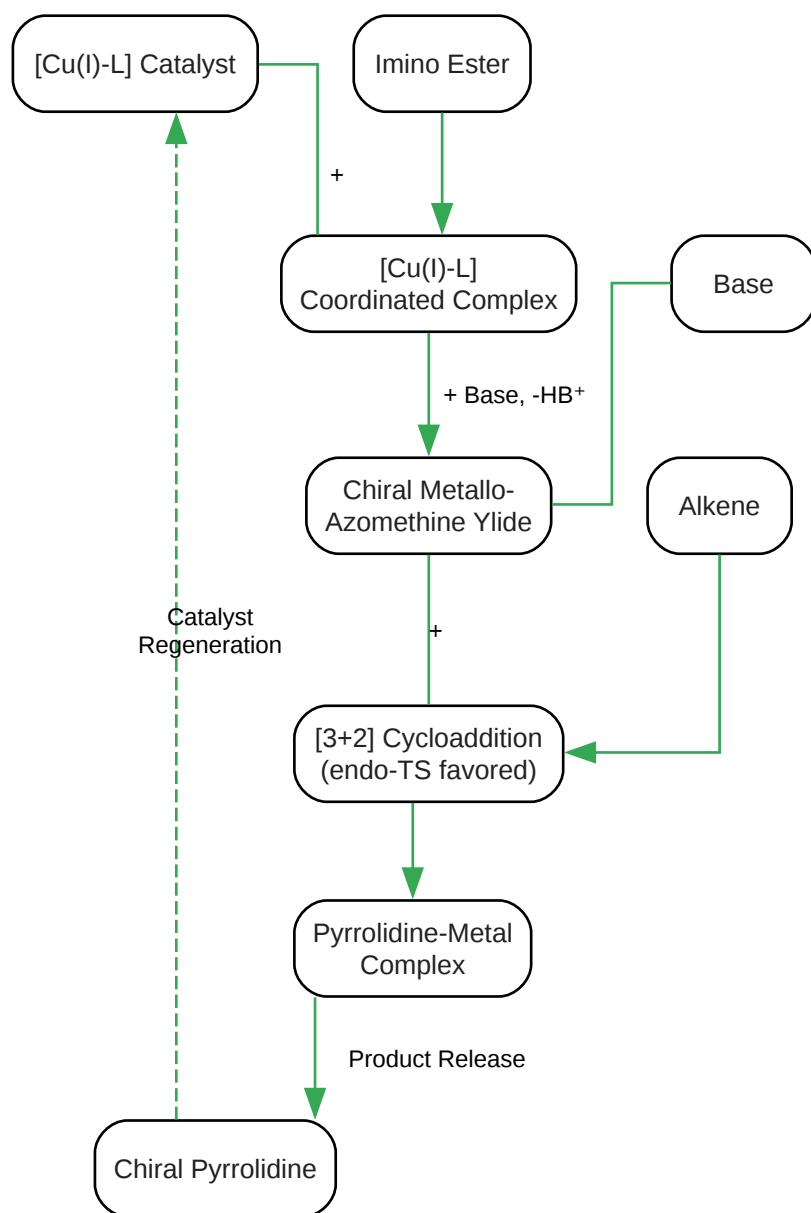 [Cu(I)-L] Catalyst
Imino Ester
+
[Cu(I)-L]
Coordinated Complex
Base
+ Base, -HB⁺
Chiral Metallo-
Azomethine Ylide
Alkene
Catalyst
Regeneration
+
[3+2] Cycloaddition
(endo-TS favored)
Pyrrolidine-Metal
Complex
Product Release
Chiral Pyrrolidine